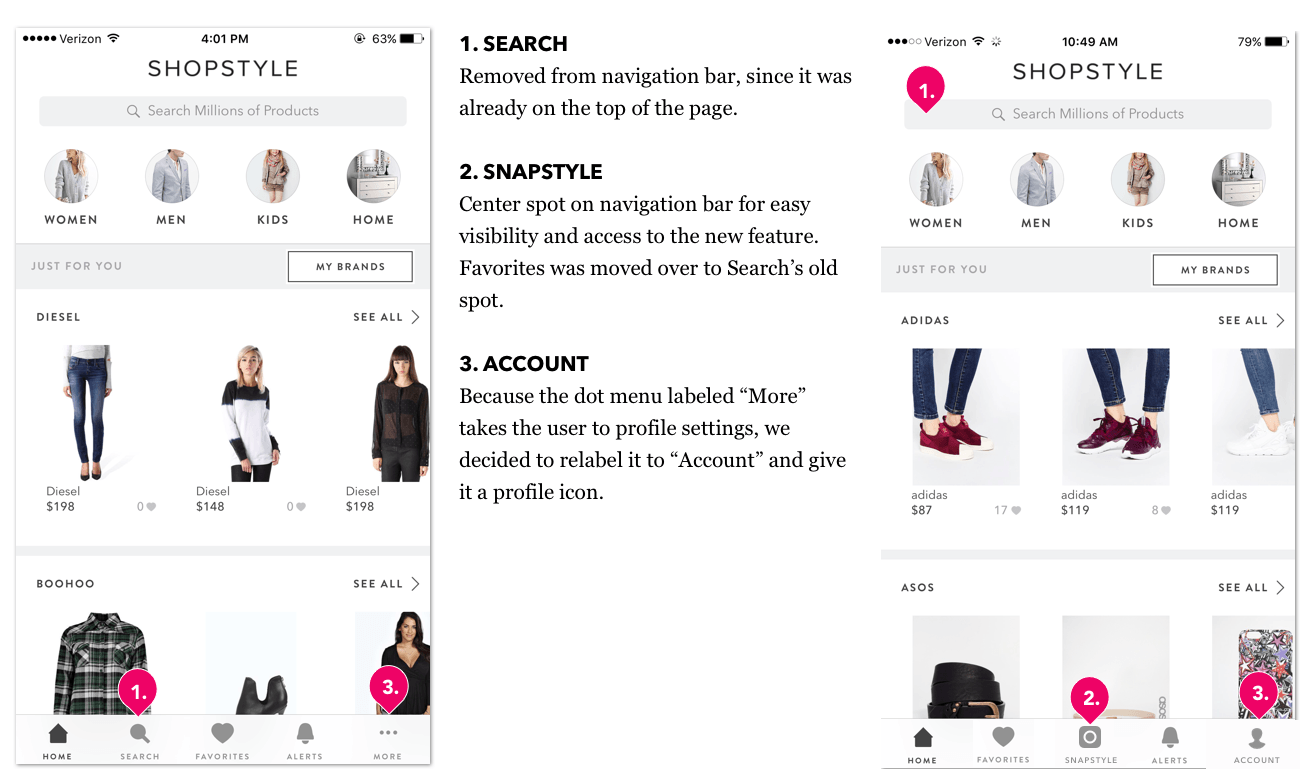 Verizon 4:01 PM 63%
SHOPSTYLE
Search Millions of Products
WOMEN MEN KIDS HOME
JUST FOR YOU MY BRANDS
DIESEL SEE ALL
Diesel Diesel Diesel
$198 0 $148 0 $198
BOOHOO SEE ALL
1. 3.
HOME SEARCH FAVORITES ALERTS MORE
1. SEARCH
Removed from navigation bar, since it was
already on the top of the page.
2. SNAPSTYLE
Center spot on navigation bar for easy
visibility and access to the new feature.
Favorites was moved over to Search’s old
spot.
3. ACCOUNT
Because the dot menu labeled “More”
takes the user to profile settings, we
decided to relabel it to “Account” and give
it a profile icon.
Verizon 10:49 AM 79%
SHOPSTYLE
1.
Search Millions of Products
WOMEN MEN KIDS HOME
JUST FOR YOU MY BRANDS
ADIDAS SEE ALL
adidas adidas adidas
$87 17 $119 8 $119
ASOS SEE ALL
2. 3.
asos
HOME FAVORITES SNAPSTYLE ALERTS ACCOUNT